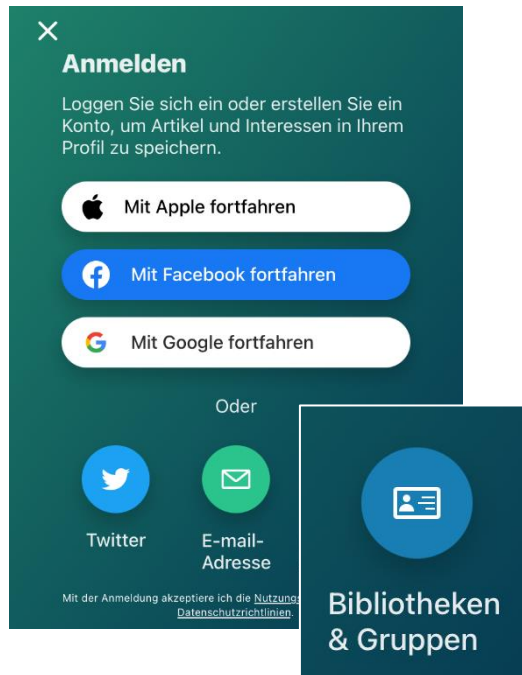 Anmelden
Loggen Sie sich ein oder erstellen Sie ein
Konto, um Artikel und Interessen in Ihrem
Profil zu speichern.
Mit Apple fortfahren
Mit Facebook fortfahren
Mit Google fortfahren
Oder
Twitter
E-mail-
Adresse
Bibliotheken
& Gruppen
Mit der Anmeldung akzeptiere ich die
Datenschutzrichtlinien.